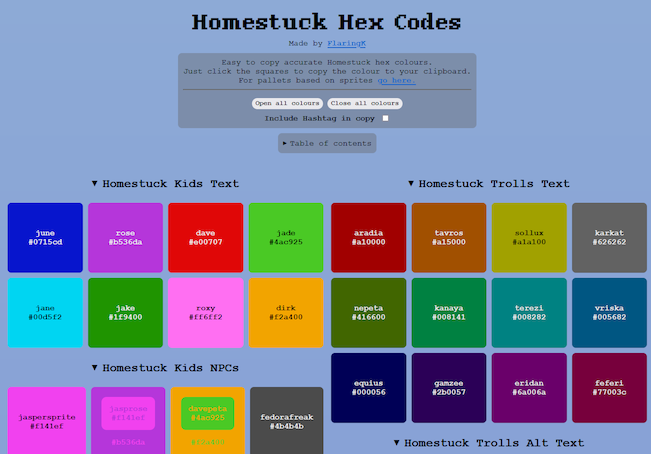 Homestuck Hex Codes
Made by FlaringK
Easy to copy accurate Homestuck hex colours.
Just click the squares to copy the colour to your clipboard.
For pallets based on sprites go here.
Open all colours Close all colours
Include Hashtag in copy
▶ Table of contents
▼ Homestuck Kids Text
june
#0715cd
rose
#b536da
dave
#e00707
jade
#4ac925
jane
#00d5f2
jake
#1f9400
roxy
#ff6ff2
dirk
#f2a400
▼ Homestuck Kids NPCs
jaspersprite
#f141ef
jasprose
#f141ef
#b536da
davepeta
#4ac925
#f2a400
fedorafreak
#4b4b4b
▼ Homestuck Trolls Text
aradia
#a10000
tavros
#a15000
sollux
#a1a100
karkat
#626262
nepeta
#416600
kanaya
#008141
terezi
#008282
vriska
#005682
equius
#000056
gamzee
#2b0057
eridan
#6a006a
feferi
#77003c
▼ Homestuck Trolls Alt Text